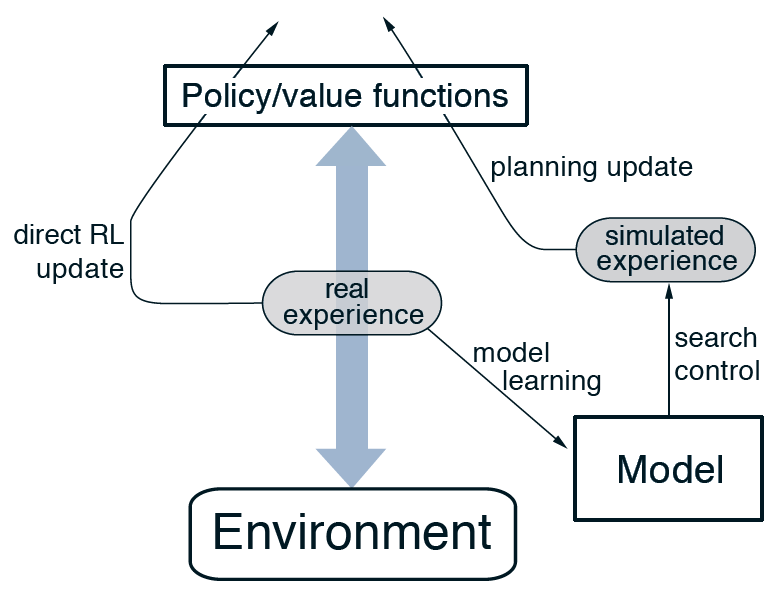 Policy/value functions
planning update
direct RL
update
simulated
experience
real
experience
model
learning
search
control
Model
Environment